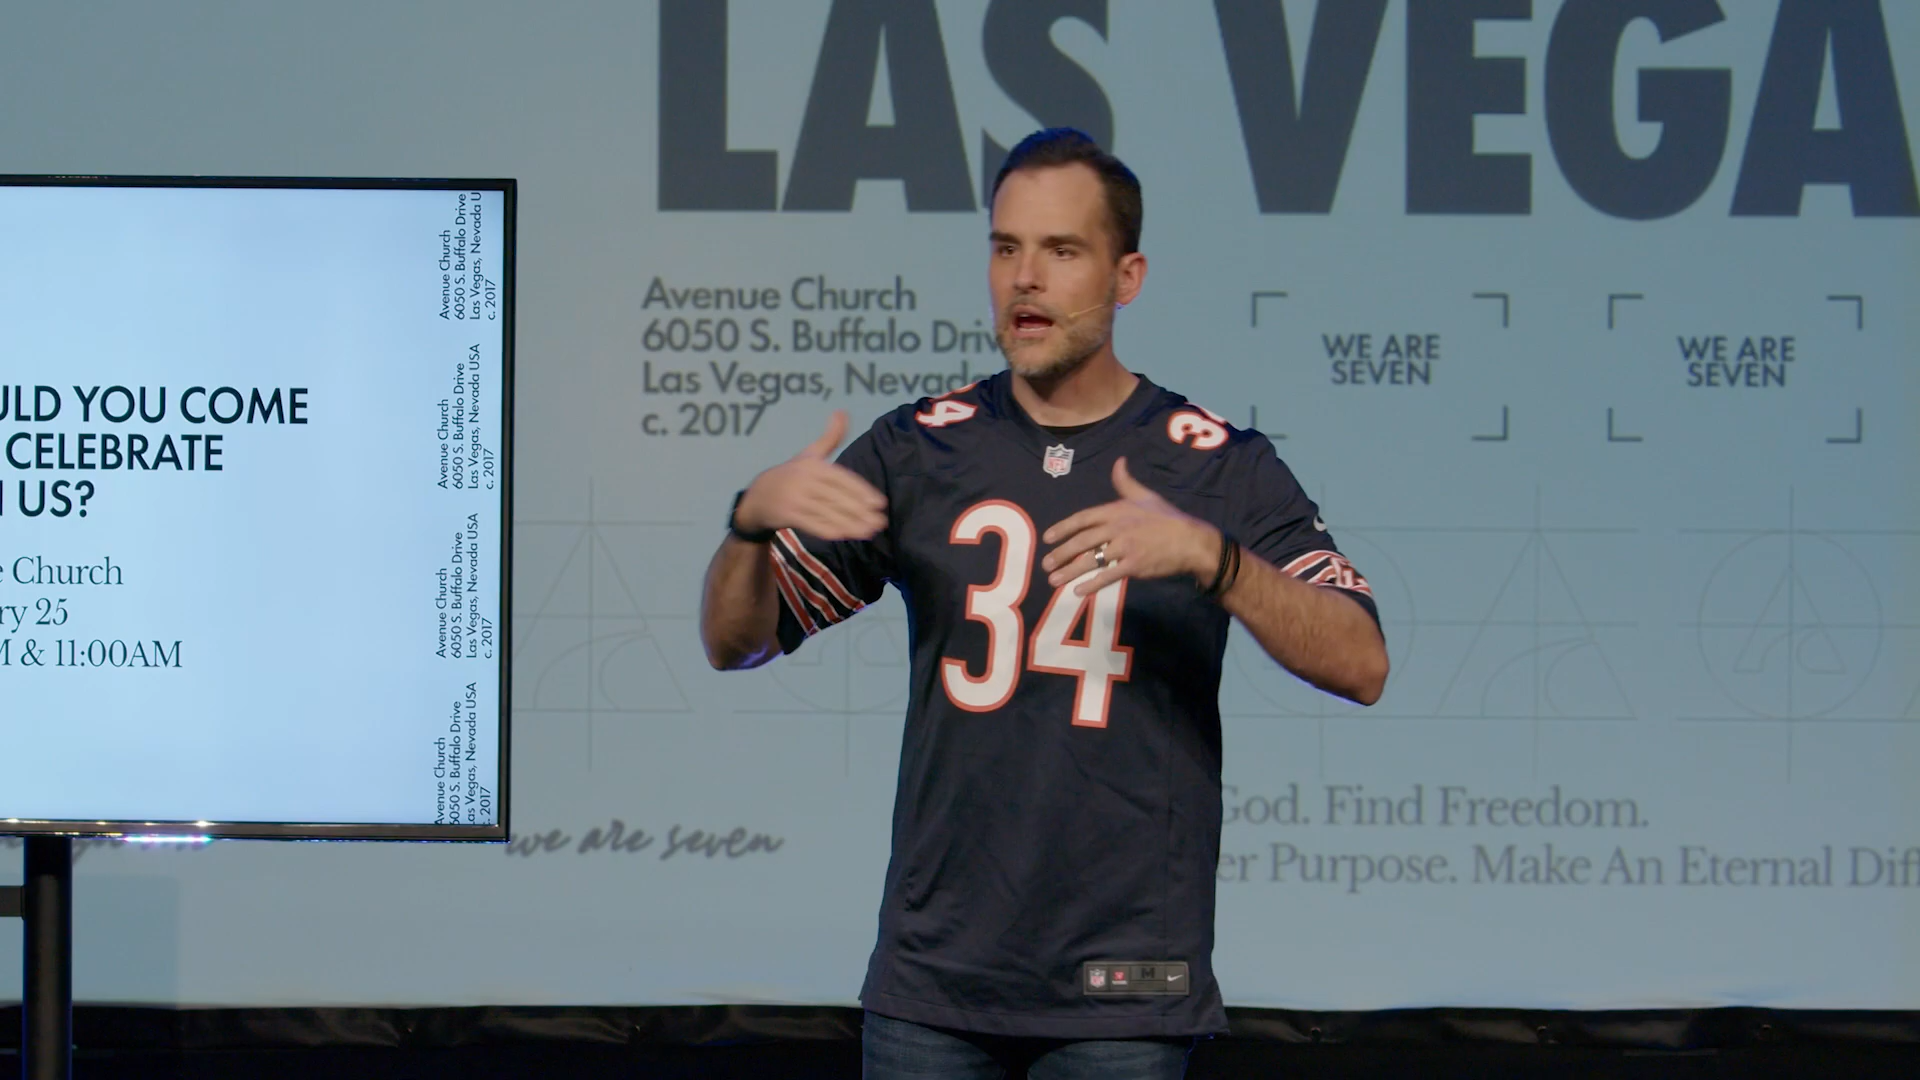 LAS VEGA
Avenue Church
6050 S. Buffalo Driv
Las Vegas, Nevada
c. 2017
WE ARE
SEVEN
WE ARE
SEVEN
ULD YOU COME
CELEBRATE
US?
e Church
ry 25
M & 11:00AM
Avenue Church
6050 S. Buffalo Drive
Las Vegas, Nevada U
c. 2017
Avenue Church
6050 S. Buffalo Drive
Las Vegas, Nevada USA
c. 2017
Avenue Church
6050 S. Buffalo Drive
Las Vegas, Nevada USA
c. 2017
Avenue Church
6050 S. Buffalo Drive
Las Vegas, Nevada USA
c. 2017
34
34
34
NFL
M
we are seven
God. Find Freedom.
er Purpose. Make An Eternal Diff